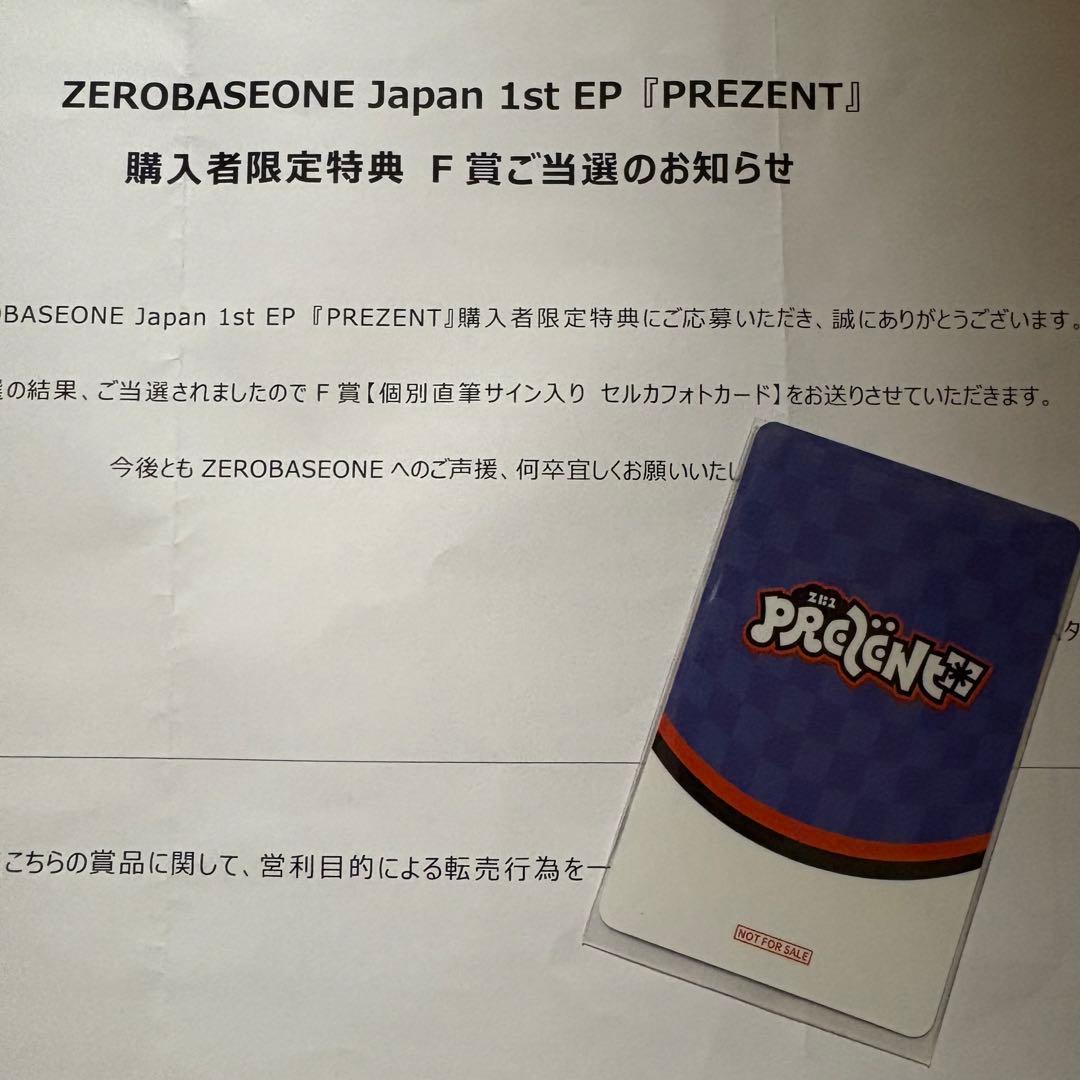 ZEROBASEONE Japan 1st EP『PREZENT』
購入者限定特典 F 賞ご当選のお知らせ
OBASEONE Japan 1st EP 『PREZENT』購入者限定特典にご応募いただき、誠にありがとうございます。
の結果、ご当選されましたので F 賞【個別直筆サイン入り セルカフォトカード】をお送りさせていただきます。
今後とも ZEROBASEONE へのご声援、何卒宜しくお願いいたし
タ
こちらの賞品に関して、営利目的による転売行為を一
ZB1
PREZENT
NOT FOR SALE